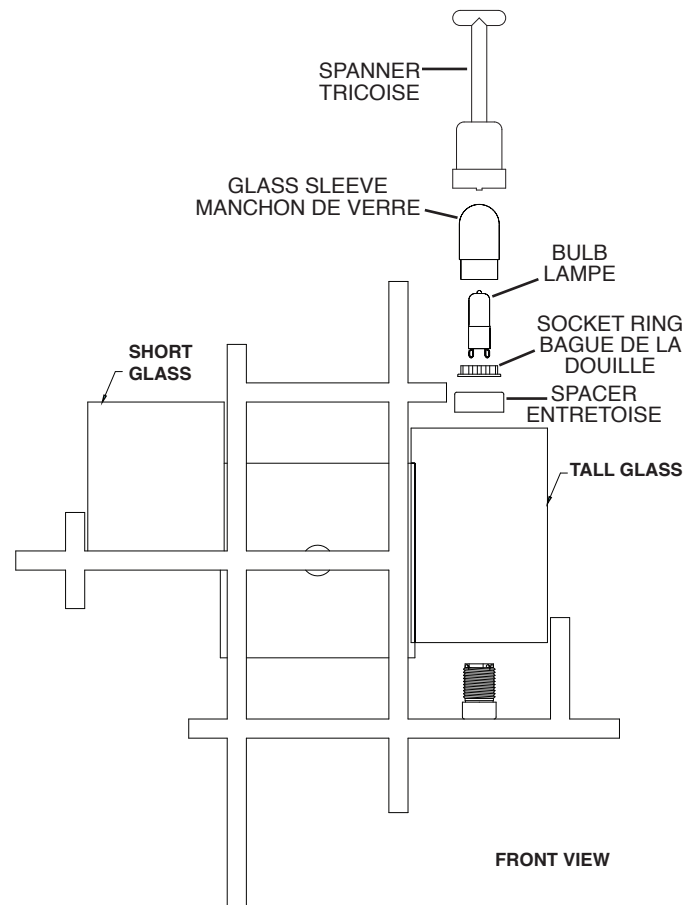 SPANNER
TRICOISE
GLASS SLEEVE
MANCHON DE VERRE
BULB
LAMPE
SOCKET RING
BAGUE DE LA
DOUILLE
SHORT
GLASS
SPACER
ENTRETOISE
TALL GLASS
FRONT VIEW